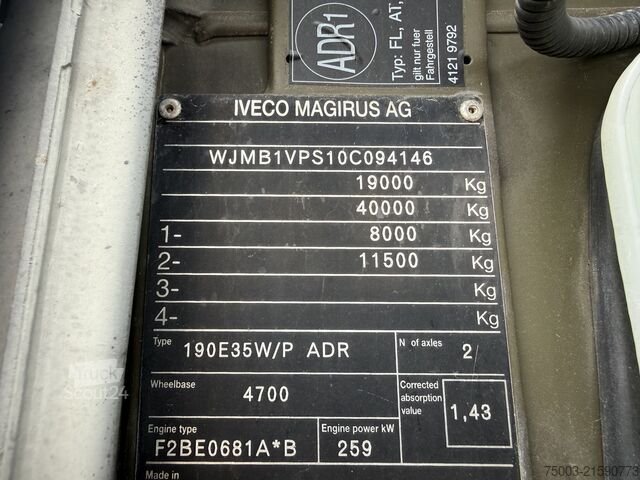 ADR1
Typ: FL, AT,
gilt nur fuer
Fahrgestell
4121 9792
IVECO MAGIRUS AG
WJMB1VPS10C094146
19000 Kg
40000 Kg
1- 8000 Kg
2- 11500 Kg
3- Kg
4- Kg
Type 190E35W/P ADR N of axles 2
Wheelbase 4700 Corrected absorption value 1,43
Engine type F2BE0681A*B Engine power kW 259
Made in
Truck
Scout24
75003-21590773